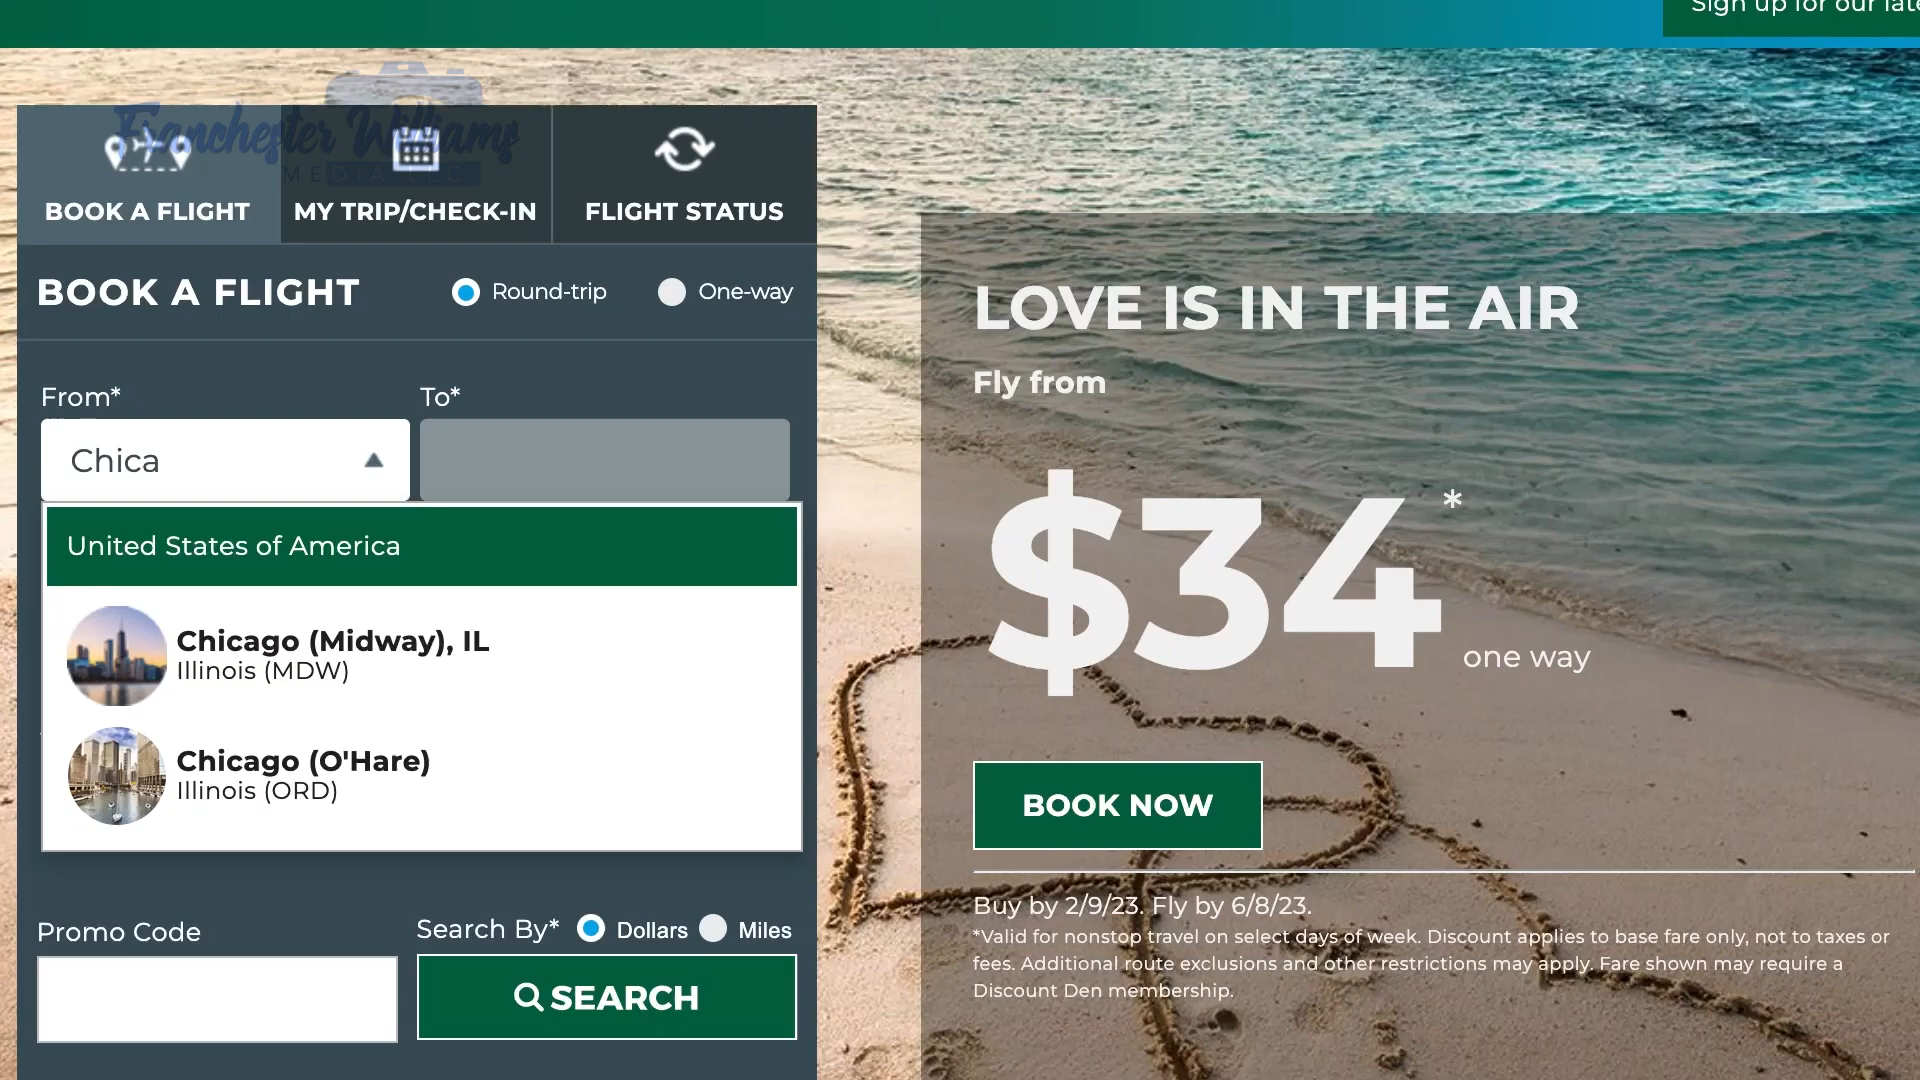 Sign up for our late
Franchester Williams
MEDIA LLC
BOOK A FLIGHT
MY TRIP/CHECK-IN
FLIGHT STATUS
BOOK A FLIGHT
Round-trip
One-way
From*
To*
Chica
United States of America
Chicago (Midway), IL
Illinois (MDW)
Chicago (O'Hare)
Illinois (ORD)
Promo Code
Search By*
Dollars
Miles
SEARCH
LOVE IS IN THE AIR
Fly from
$34*
one way
BOOK NOW
Buy by 2/9/23. Fly by 6/8/23.
*Valid for nonstop travel on select days of week. Discount applies to base fare only, not to taxes or
fees. Additional route exclusions and other restrictions may apply. Fare shown may require a
Discount Den membership.